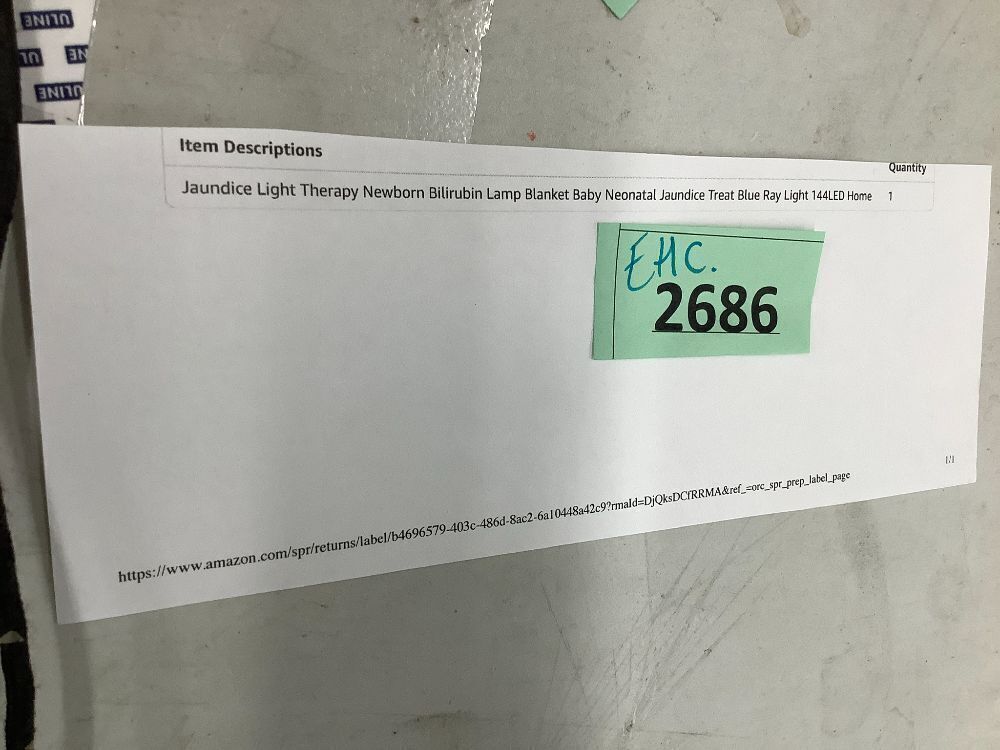 ULINE
UL
ULINE
Item Descriptions
Quantity
Jaundice Light Therapy Newborn Bilirubin Lamp Blanket Baby Neonatal Jaundice Treat Blue Ray Light 144LED Home 1
EHC.
2686
1/1
https://www.amazon.com/spr/returns/label/b4696579-403c-486d-8ac2-6a10448a42c9?rmaId=DjQksDCfRRMA&ref_=orc_spr_prep_label_page